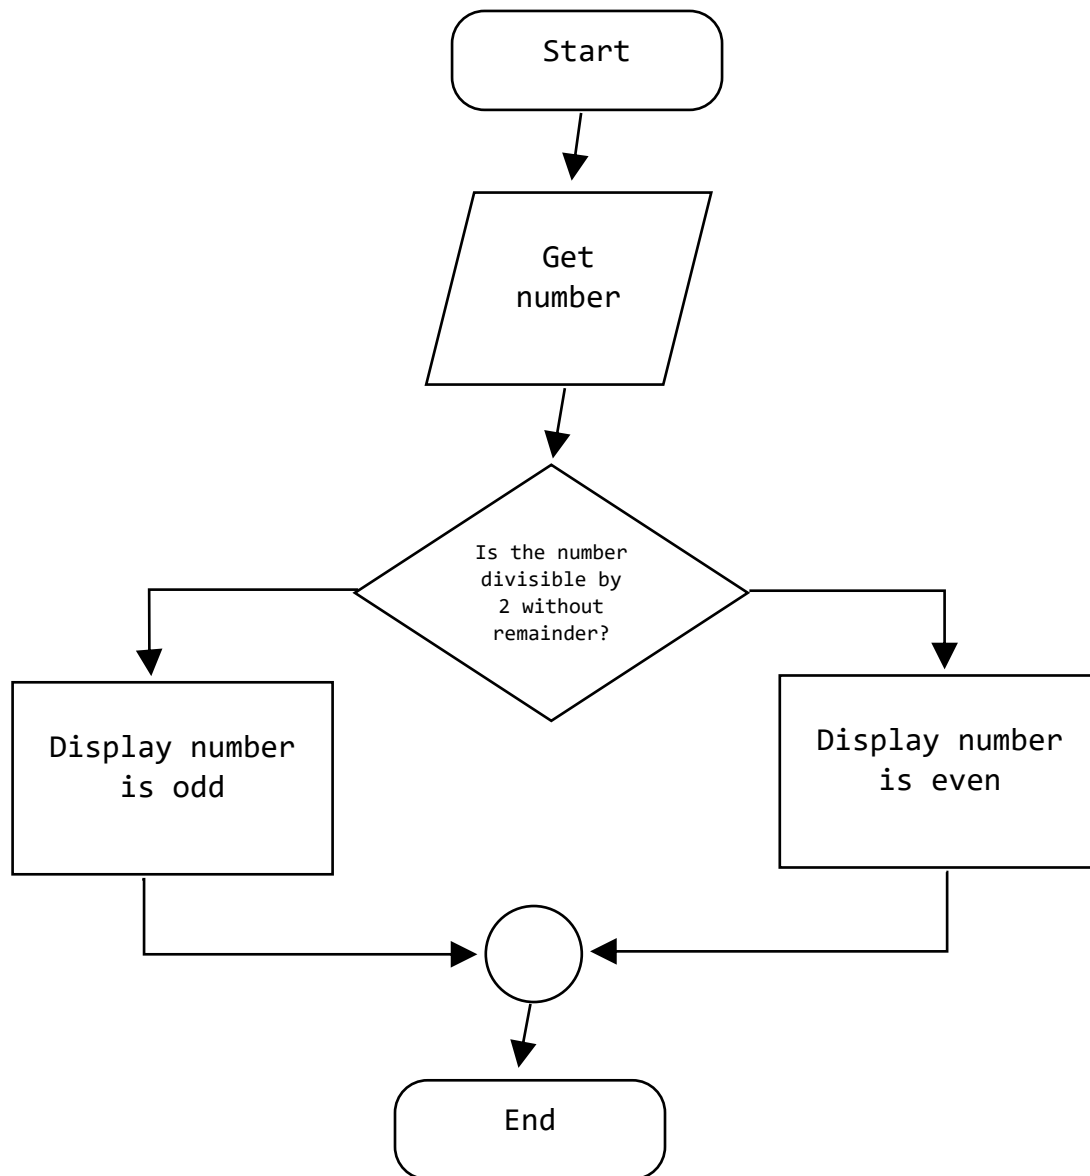 Start
Get
number
Is the number
divisible by
2 without
remainder?
Display number
is odd
Display number
is even
End